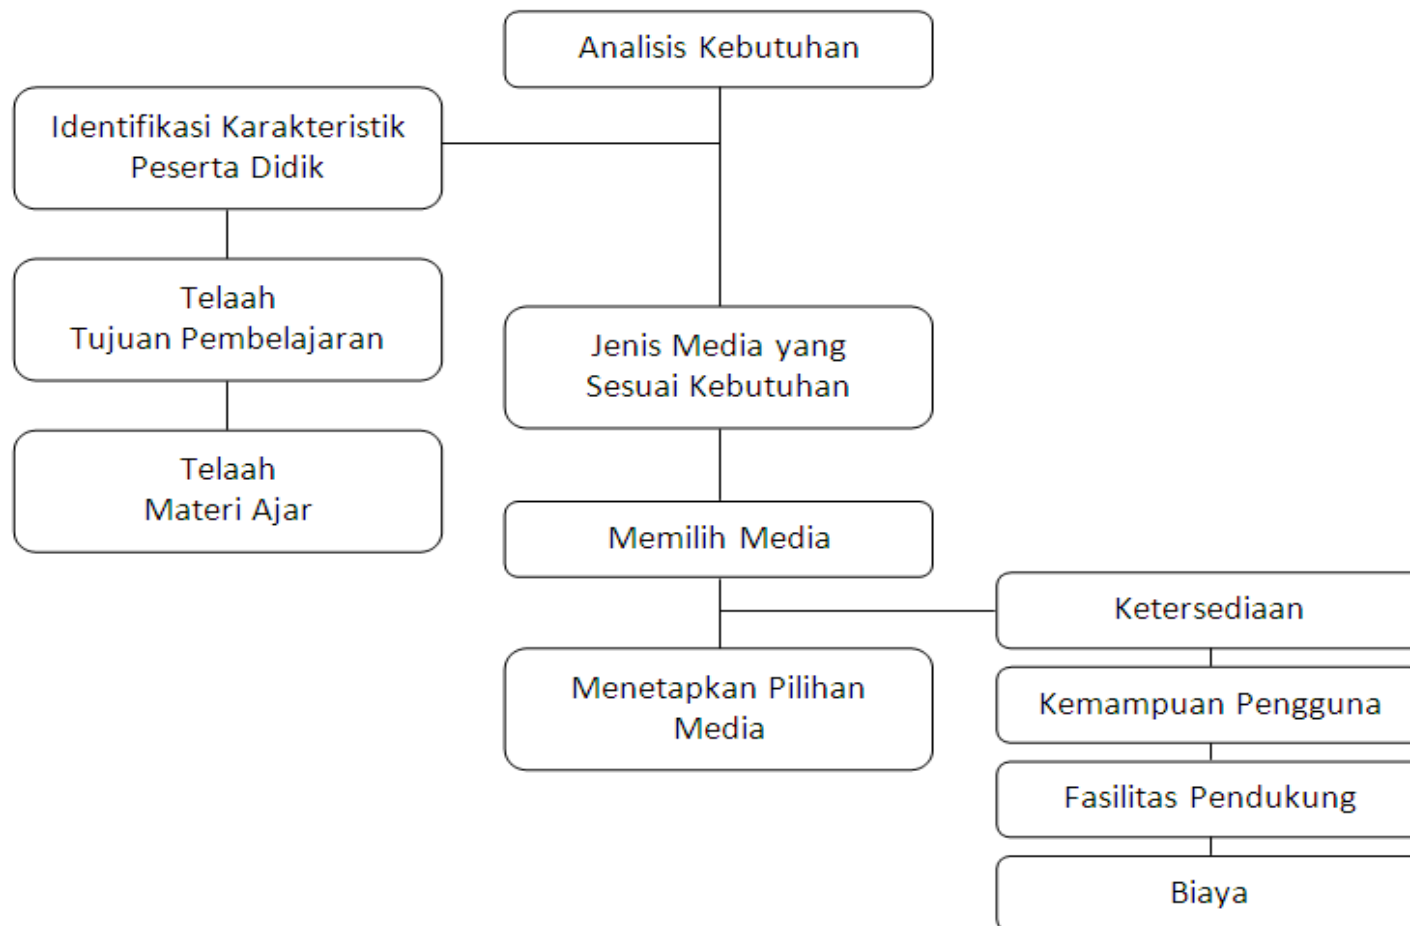 Analisis Kebutuhan
Identifikasi Karakteristik
Peserta Didik
Telaah
Tujuan Pembelajaran
Telaah
Materi Ajar
Jenis Media yang
Sesuai Kebutuhan
Memilih Media
Menetapkan Pilihan
Media
Ketersediaan
Kemampuan Pengguna
Fasilitas Pendukung
Biaya